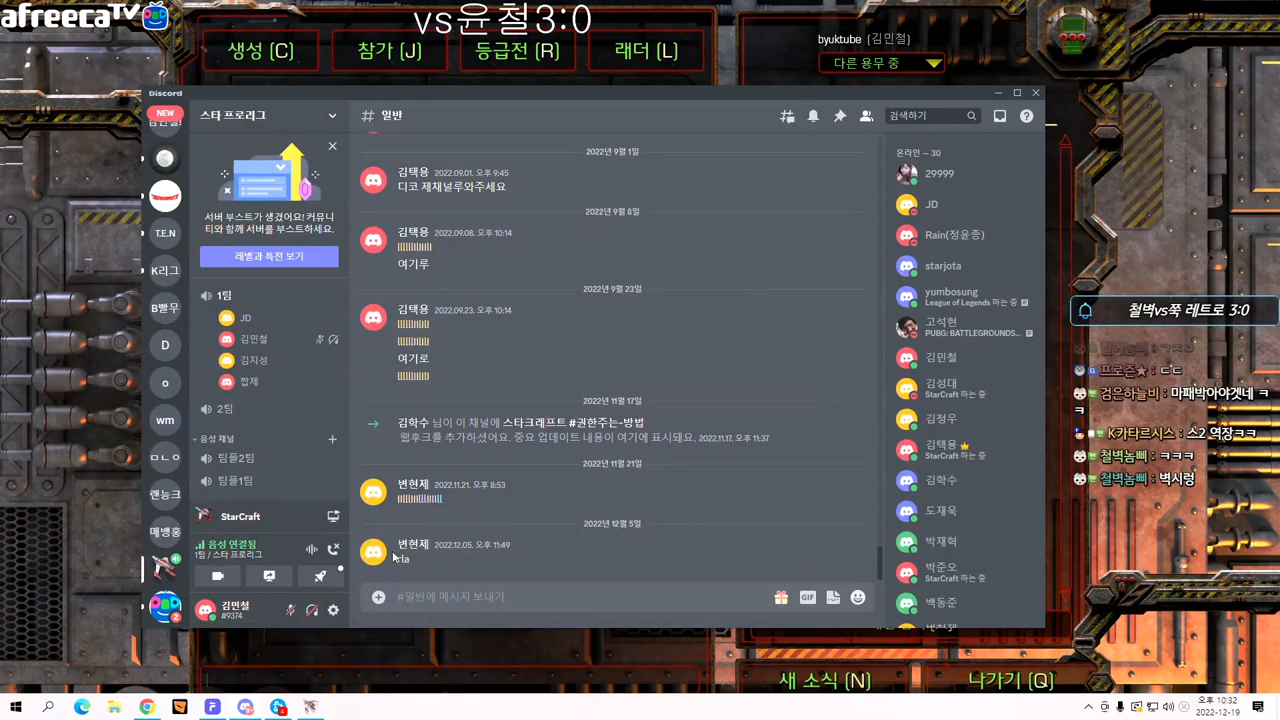 afreecaTV
vs윤철3:0
생성 (C)
참가 (J)
등급전 (R)
래더 (L)
byuktube [김민철]
다른 용무 중
Discord
NEW
스타 프로리그
# 일반
검색하기
서버 부스트가 생겼어요! 커뮤니
티와 함께 서버를 부스트하세요.
레벨과 특전 보기
1팀
JD
김민철
김지성
짭제
2팀
음성 채널
팀플2팀
팀플1팀
StarCraft
음성 연결됨
1팀 / 스타 프로리그
김민철
#9374
T.E.N
K리그
B빨무
D
o
wm
ㅁㄴㅇ
랜능크
매뱅홍
2
2022년 9월 1일
김택용 2022.09.01. 오후 9:45
디코 제재널루와주세요
2022년 9월 8일
김택용 2022.09.08. 오후 10:14
여기루
2022년 9월 23일
김택용 2022.09.23. 오후 10:14
여기로
2022년 11월 17일
김학수 님이 이 채널에 스타크래프트 #권한주는-방법
웹후크를 추가하셨어요. 중요 업데이트 내용이 여기에 표시돼요. 2022.11.17. 오후 11:37
2022년 11월 21일
변현제 2022.11.21. 오후 8:53
2022년 12월 5일
변현제 2022.12.05. 오후 11:49
#일반에 메시지 보내기
GIF
온라인 — 30
29999
JD
Rain(정윤종)
starjota
yumbosung
League of Legends 하는 중
고석현
PUBG: BATTLEGROUNDS...
김민철
김성대
StarCraft 하는 중
김정우
김택용
StarCraft 하는 중
김학수
도재욱
박재혁
박준오
StarCraft 하는 중
백동준
철벽vs쭉 레트로 3:0
프로즌★ : ㄷㄷ
검은하늘비 : 마패박아야겟네 ㅋ
ㅋ
K카타르시스 : 스2 역장ㅋㅋ
철벽놈삐 : ㅋㅋㅋ
철벽놈삐 : 벽시렁
새 소식 (N)
나가기 (Q)
오후 10:32
2022-12-19